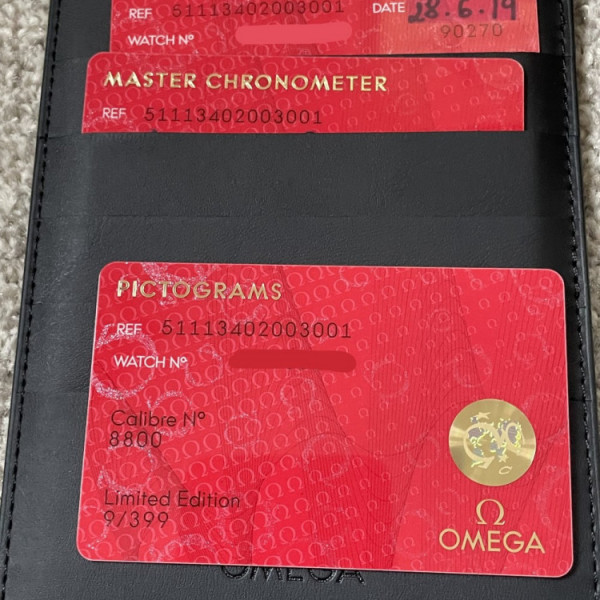 REF 51113402003001
DATE 28.6.19
WATCH Nº
90270
MASTER CHRONOMETER
REF 51113402003001
PICTOGRAMS
REF 51113402003001
WATCH Nº
Calibre Nº
8800
Limited Edition
9/399
Ω
OMEGA
OMEGA